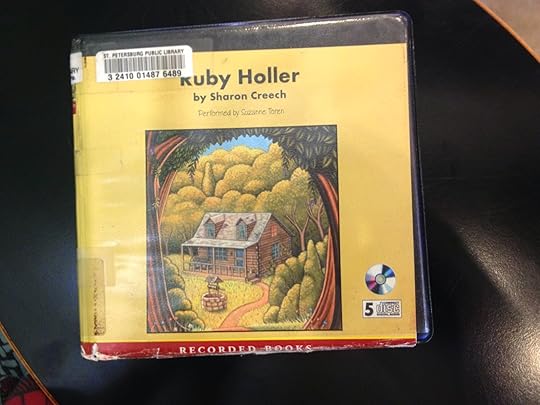 ST. PETERSBURG PUBLIC LIBRARY
3 2410 01487 6489
Ruby Holler
by Sharon Creech
Performed by Suzanne Toren
5 DISC
RECORDED BOOKS